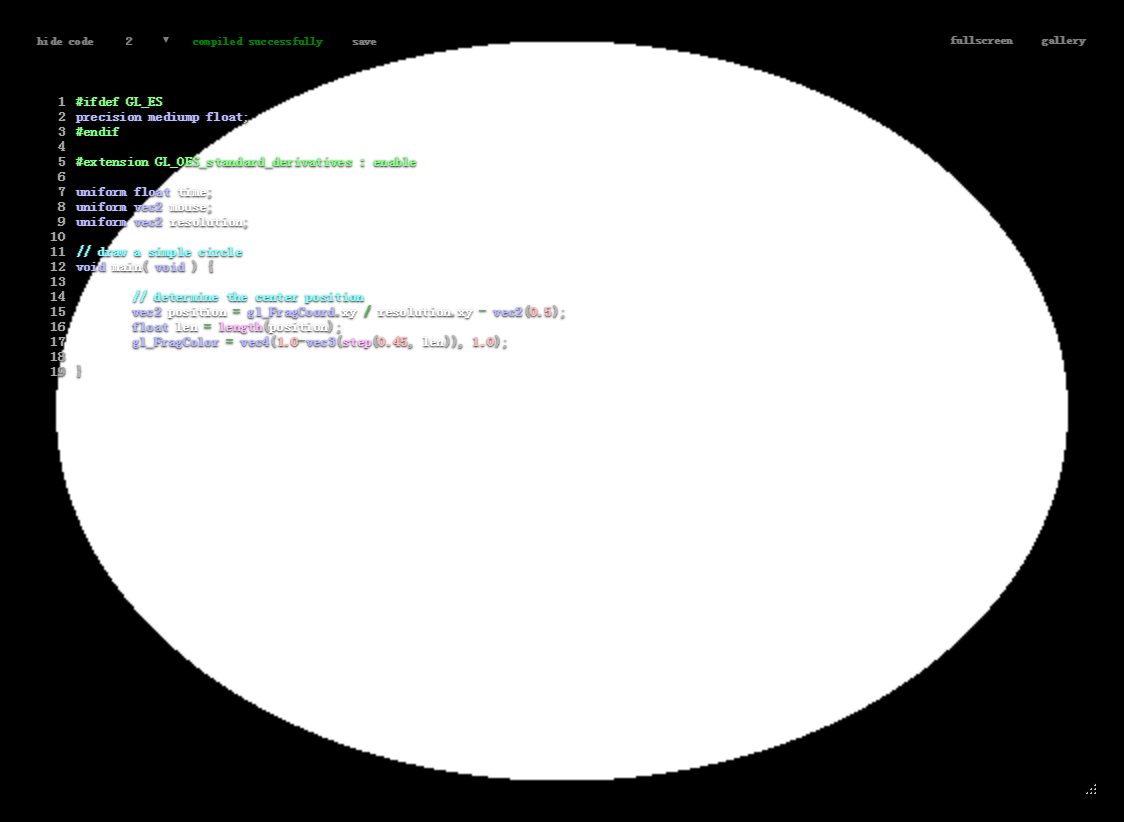 hide code 2 ▼ compiled successfully save fullscreen gallery
1 #ifdef GL_ES
2 precision mediump float;
3 #endif
4
5 #extension GL_OES_standard_derivatives : enable
6
7 uniform float time;
8 uniform vec2 mouse;
9 uniform vec2 resolution;
10
11 // draw a simple circle
12 void main( void ) {
13
14 // determine the center position
15 vec2 position = gl_FragCoord.xy / resolution.xy - vec2(0.5);
16 float len = length(position);
17 gl_FragColor = vec4(1.0-vec3(step(0.45, len)), 1.0);
18
19 }